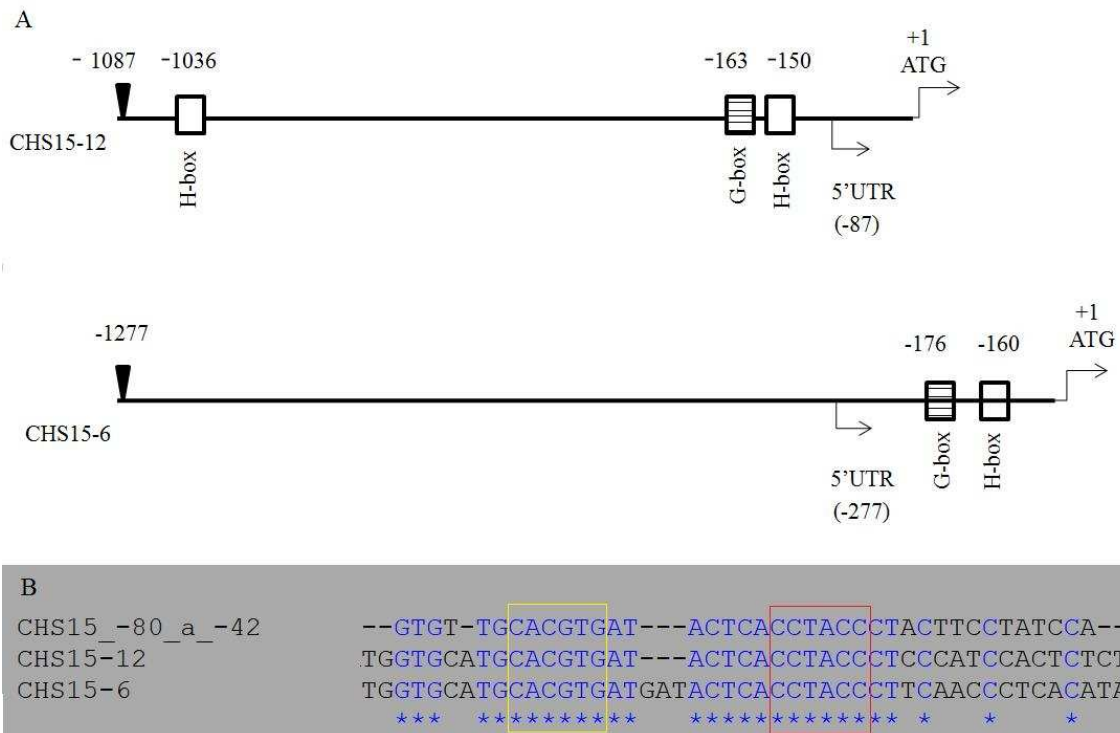 A
- 1087 -1036 -163 -150 +1
ATG
CHS15-12
H-box G-box H-box
5'UTR
(-87)
-1277 -176 -160 +1
ATG
CHS15-6
G-box H-box
5'UTR
(-277)
B
CHS15_-80_a_-42 --GTGT-TGCACGTGAT---ACTCACCTACCCTACTTCCTATCCA--
CHS15-12 TGGTGCATGCACGTGAT---ACTCACCTACCCTCCCATCCACTCTCT
CHS15-6 TGGTGCATGCACGTGATGATACTCACCTACCCTTCAACCCTCACATA
*** ********** ************* * * *